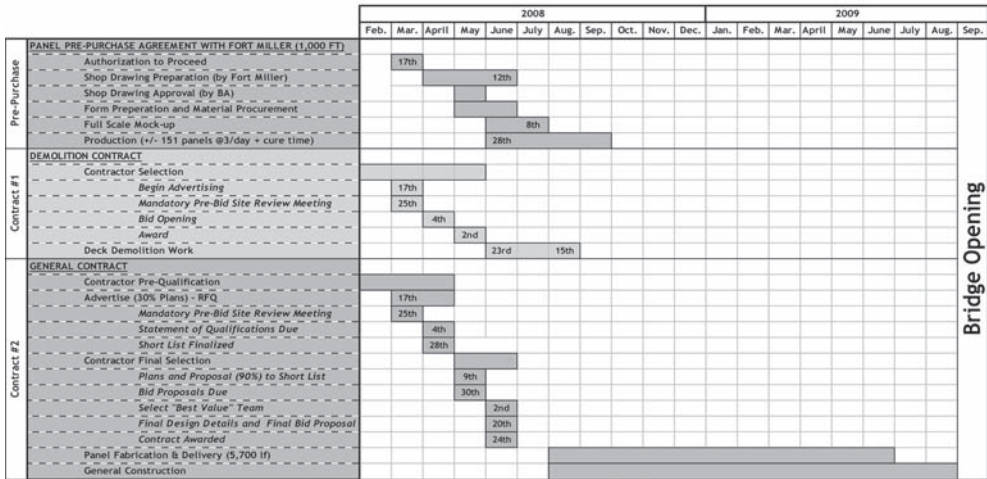 2008 2009
Feb. Mar. April May June July Aug. Sep. Oct. Nov. Dec. Jan. Feb. Mar. April May June July Aug. Sep.
Pre-Purchase
PANEL PRE-PURCHASE AGREEMENT WITH FORT MILLER (1,000 FT)
Authorization to Proceed 17th
Shop Drawing Preparation (by Fort Miller) 12th
Shop Drawing Approval (by BA)
Form Preperation and Material Procurement
Full Scale Mock-up 8th
Production (+/- 151 panels @3/day + cure time) 28th
Contract #1
DEMOLITION CONTRACT
Contractor Selection
Begin Advertising 17th
Mandatory Pre-Bid Site Review Meeting 25th
Bid Opening 4th
Award 2nd
Deck Demolition Work 23rd 15th
Contract #2
GENERAL CONTRACT
Contractor Pre-Qualification
Advertise (30% Plans) - RFQ 17th
Mandatory Pre-Bid Site Review Meeting 25th
Statement of Qualifications Due 4th
Short List Finalized 28th
Contractor Final Selection
Plans and Proposal (90%) to Short List 9th
Bid Proposals Due 30th
Select "Best Value" Team 2nd
Final Design Details and Final Bid Proposal 20th
Contract Awarded 24th
Panel Fabrication & Delivery (5,700 lf)
General Construction
Bridge Opening